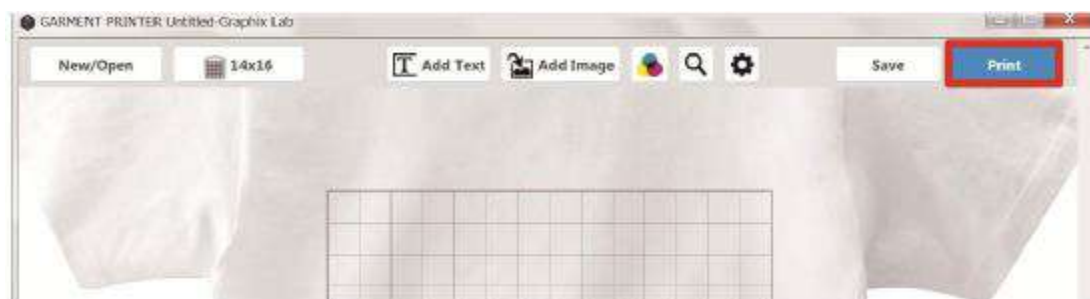 GARMENT PRINTER Untitled-Graphix Lab
New/Open 14x16 Add Text Add Image Save Print